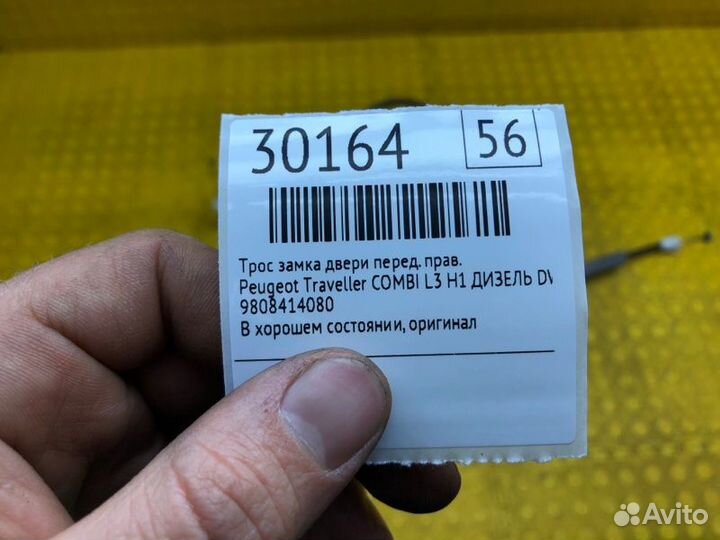 30164
56
Трос замка двери перед. прав.
Peugeot Traveller COMBI L3 H1 ДИЗЕЛЬ DV
9808414080
В хорошем состоянии, оригинал
Avito